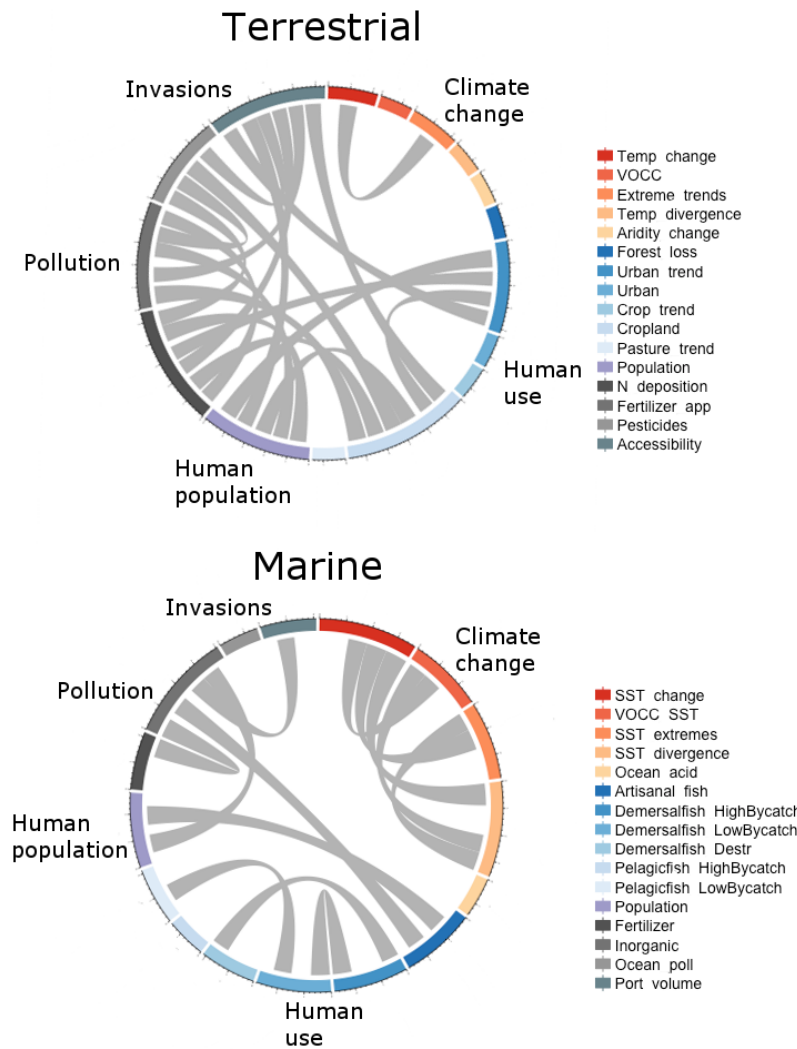 Terrestrial
Invasions
Climate
change
Pollution
Human
use
Human
population
Temp change
VOCC
Extreme trends
Temp divergence
Aridity change
Forest loss
Urban trend
Urban
Crop trend
Cropland
Pasture trend
Population
N deposition
Fertilizer app
Pesticides
Accessibility
Marine
Invasions
Climate
change
Pollution
Human
population
Human
use
SST change
VOCC SST
SST extremes
SST divergence
Ocean acid
Artisanal fish
Demersalfish HighBycatch
Demersalfish LowBycatch
Demersalfish Destr
Pelagicfish HighBycatch
Pelagicfish LowBycatch
Population
Fertilizer
Inorganic
Ocean poll
Port volume